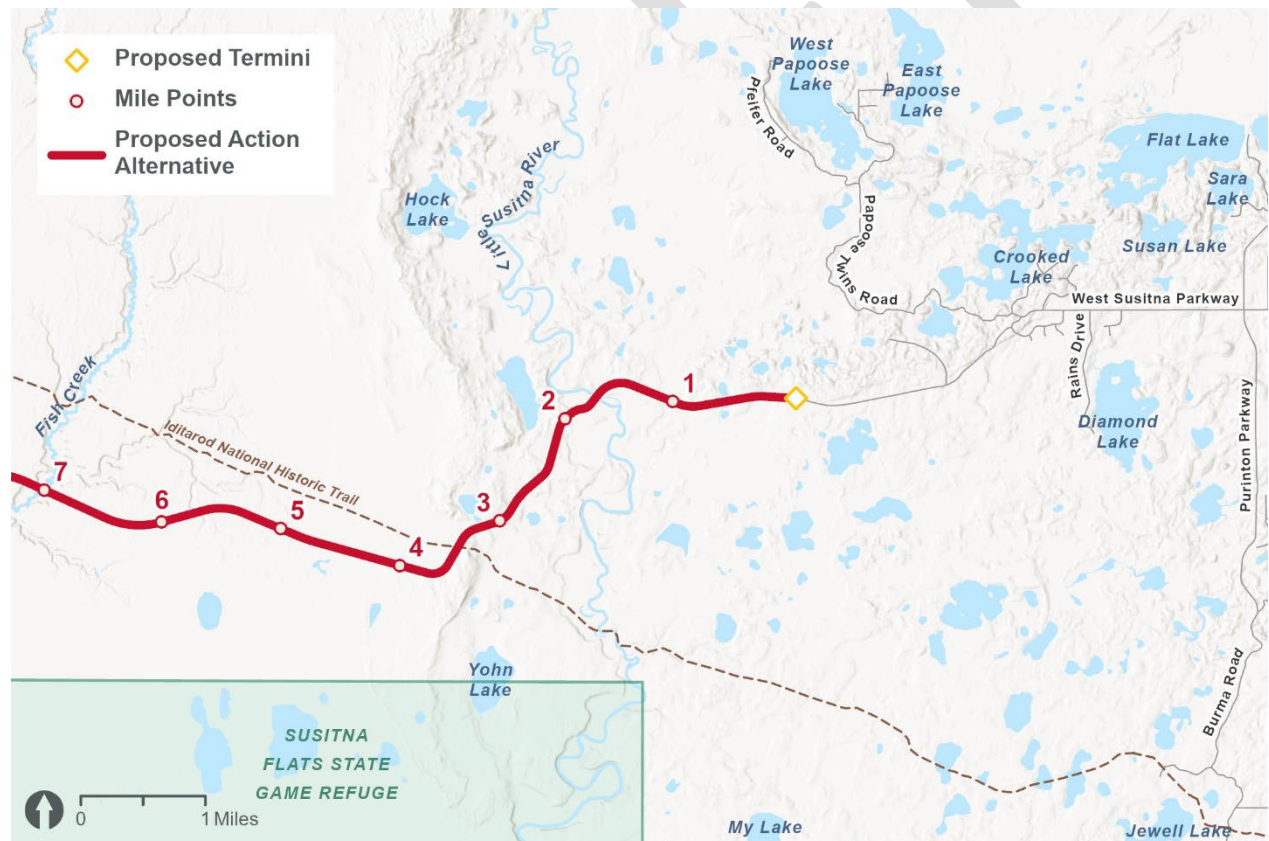 Proposed Termini
Mile Points
Proposed Action
Alternative
West
Papoose
Lake
East
Papoose
Lake
Pfeifer Road
Flat Lake
Sara
Lake
Hock
Lake
Little Susitna River
Papoose
Twins Road
Crooked
Lake
Susan Lake
West Susitna Parkway
Rains Drive
Diamond
Lake
Purinton Parkway
Fish Creek
Iditarod National Historic Trail
1
2
3
4
5
6
7
Yohn
Lake
Burma Road
SUSITNA
FLATS STATE
GAME REFUGE
0 1 Miles
My Lake
Jewell Lake